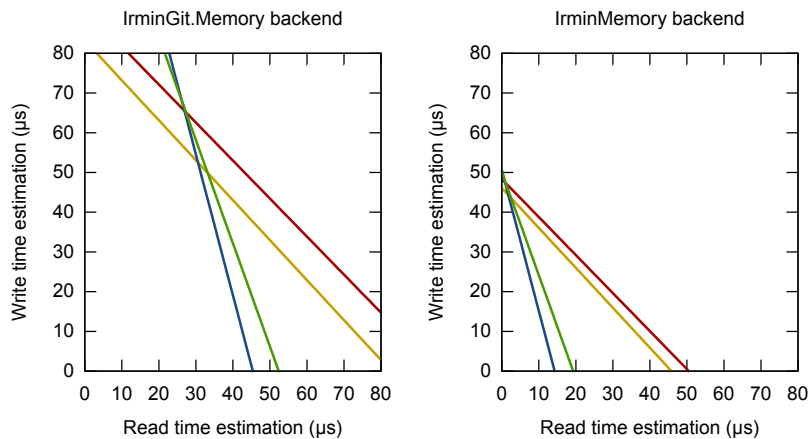 IrminGit.Memory backend
80
70
60
50
40
30
20
10
0
Write time estimation (µs)
0 10 20 30 40 50 60 70 80
Read time estimation (µs)
IrminMemory backend
80
70
60
50
40
30
20
10
0
Write time estimation (µs)
0 10 20 30 40 50 60 70 80
Read time estimation (µs)